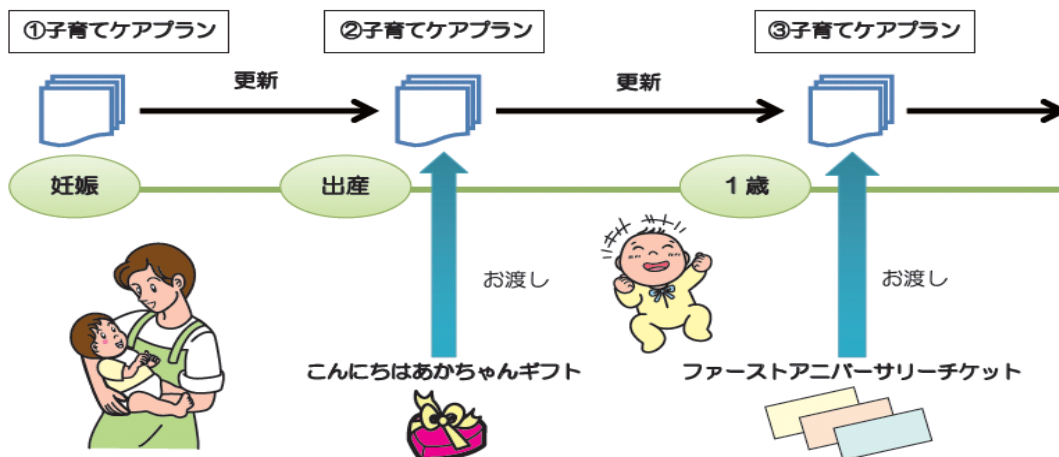 ①子育てケアプラン
②子育てケアプラン
③子育てケアプラン
更新
更新
妊娠
出産
1歳
お渡し
お渡し
こんにちはあかちゃんギフト
ファーストアニバーサリーチケット